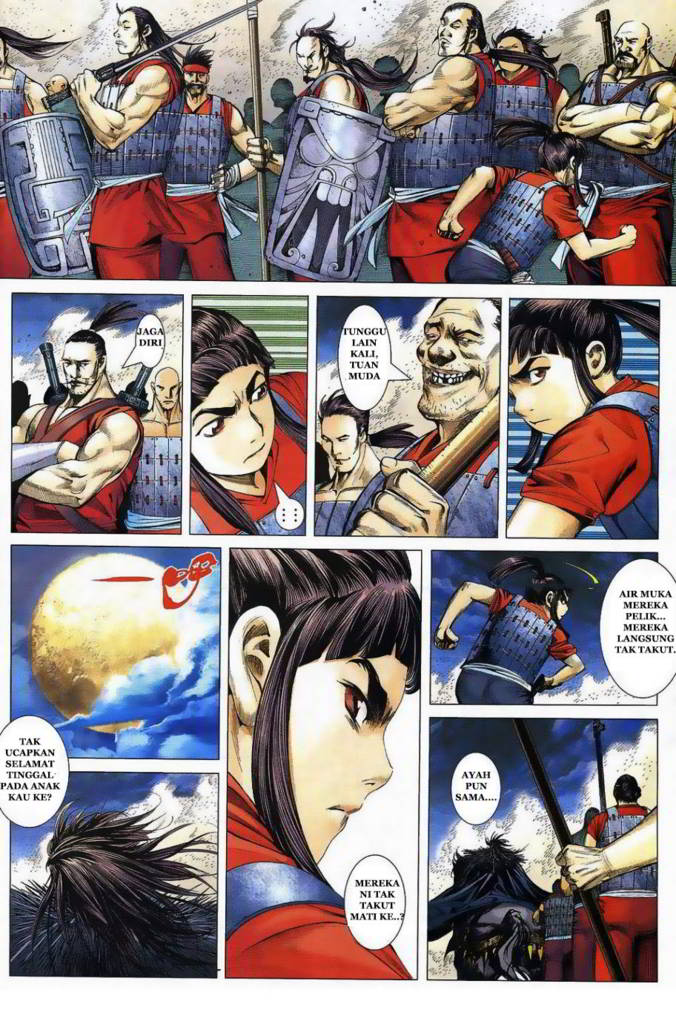 JAGA
DIRI
TUNGGU
LAIN
KALI,
TUAN
MUDA
AIR MUKA
MEREKA
PELIK...
MEREKA
LANGSUNG
TAK TAKUT.
MEREKA
NI TAK
TAKUT
MATI KE..?
AYAH
PUN
SAMA....
TAK
UCAPKAN
SELAMAT
TINGGAL
PADA ANAK
KAU KE?